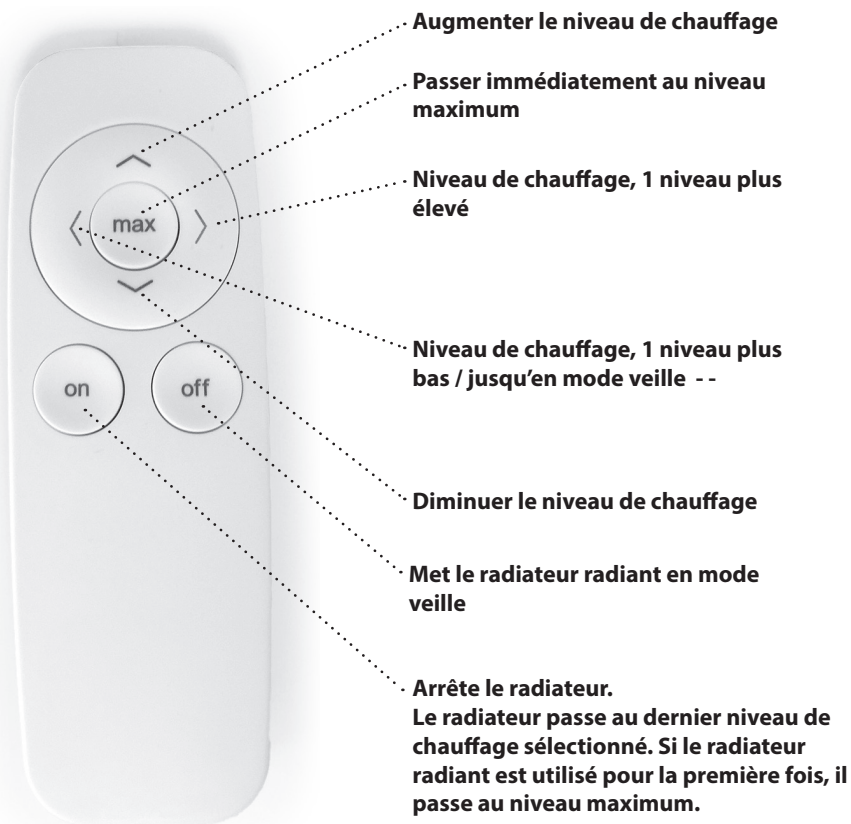 Augmenter le niveau de chauffage
Passer immédiatement au niveau
maximum
Niveau de chauffage, 1 niveau plus
élevé
max
Niveau de chauffage, 1 niveau plus
bas / jusqu'en mode veille - -
on
off
Diminuer le niveau de chauffage
Met le radiateur radiant en mode
veille
Arrête le radiateur.
Le radiateur passe au dernier niveau de
chauffage sélectionné. Si le radiateur
radiant est utilisé pour la première fois, il
passe au niveau maximum.